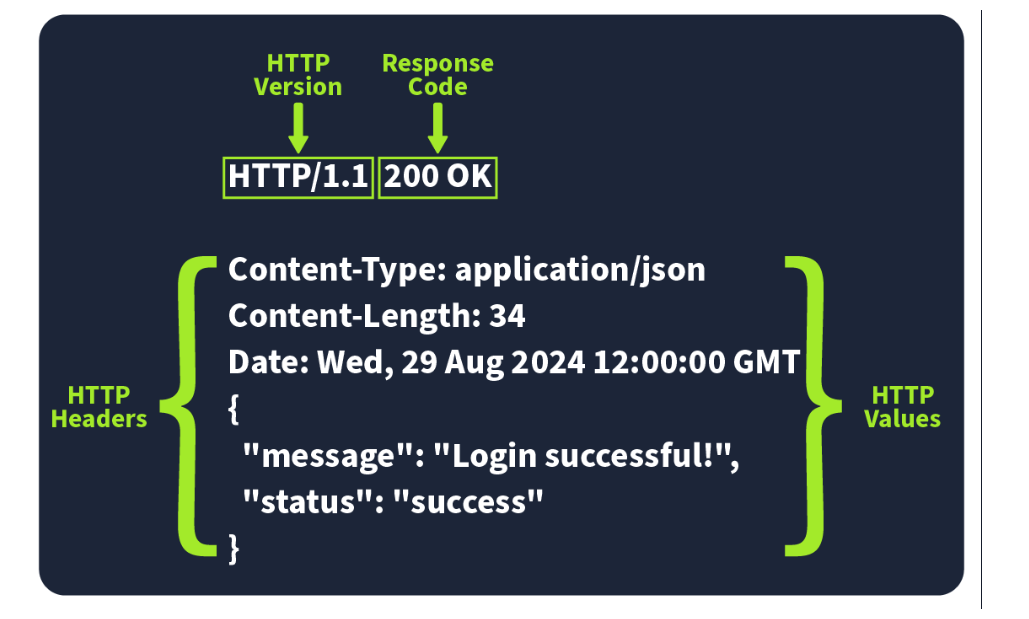 HTTP
Version
Response
Code
HTTP/1.1 200 OK
Content-Type: application/json
Content-Length: 34
Date: Wed, 29 Aug 2024 12:00:00 GMT
HTTP
Headers
HTTP
Values
{
"message": "Login successful!",
"status": "success"
}